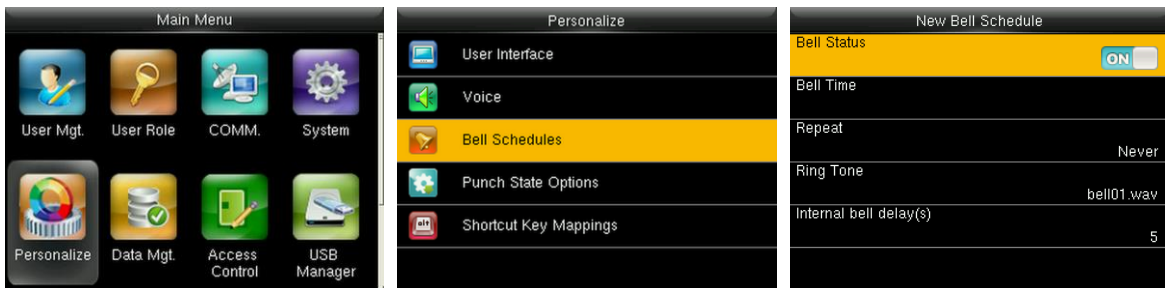 Main Menu
User Mgt.
User Role
COMM.
System
Personalize
Data Mgt.
Access
Control
USB
Manager
Personalize
User Interface
Voice
Bell Schedules
Punch State Options
alt
Shortcut Key Mappings
New Bell Schedule
Bell Status
ON
Bell Time
Repeat
Never
Ring Tone
bell01.wav
Internal bell delay(s)
5